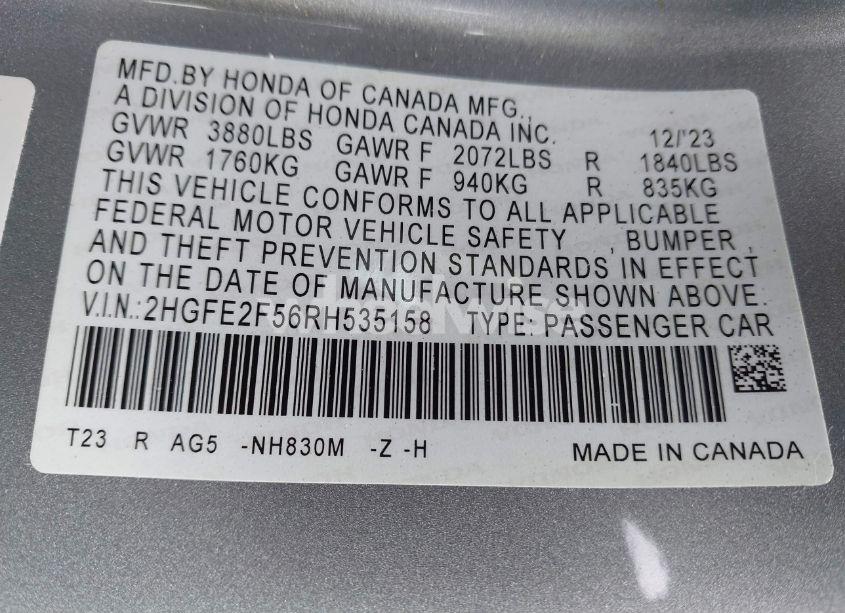 MFD.BY HONDA OF CANADA MFG.,
A DIVISION OF HONDA CANADA INC. 12/'23
GVWR 3880LBS GAWR F 2072LBS R 1840LBS
GVWR 1760KG GAWR F 940KG R 835KG
THIS VEHICLE CONFORMS TO ALL APPLICABLE
FEDERAL MOTOR VEHICLE SAFETY , BUMPER ,
AND THEFT PREVENTION STANDARDS IN EFFECT
ON THE DATE OF MANUFACTURE SHOWN ABOVE.
V.I.N.:2HGFE2F56RH535158 TYPE: PASSENGER CAR
T23 R AG5 -NH830M -Z -H MADE IN CANADA